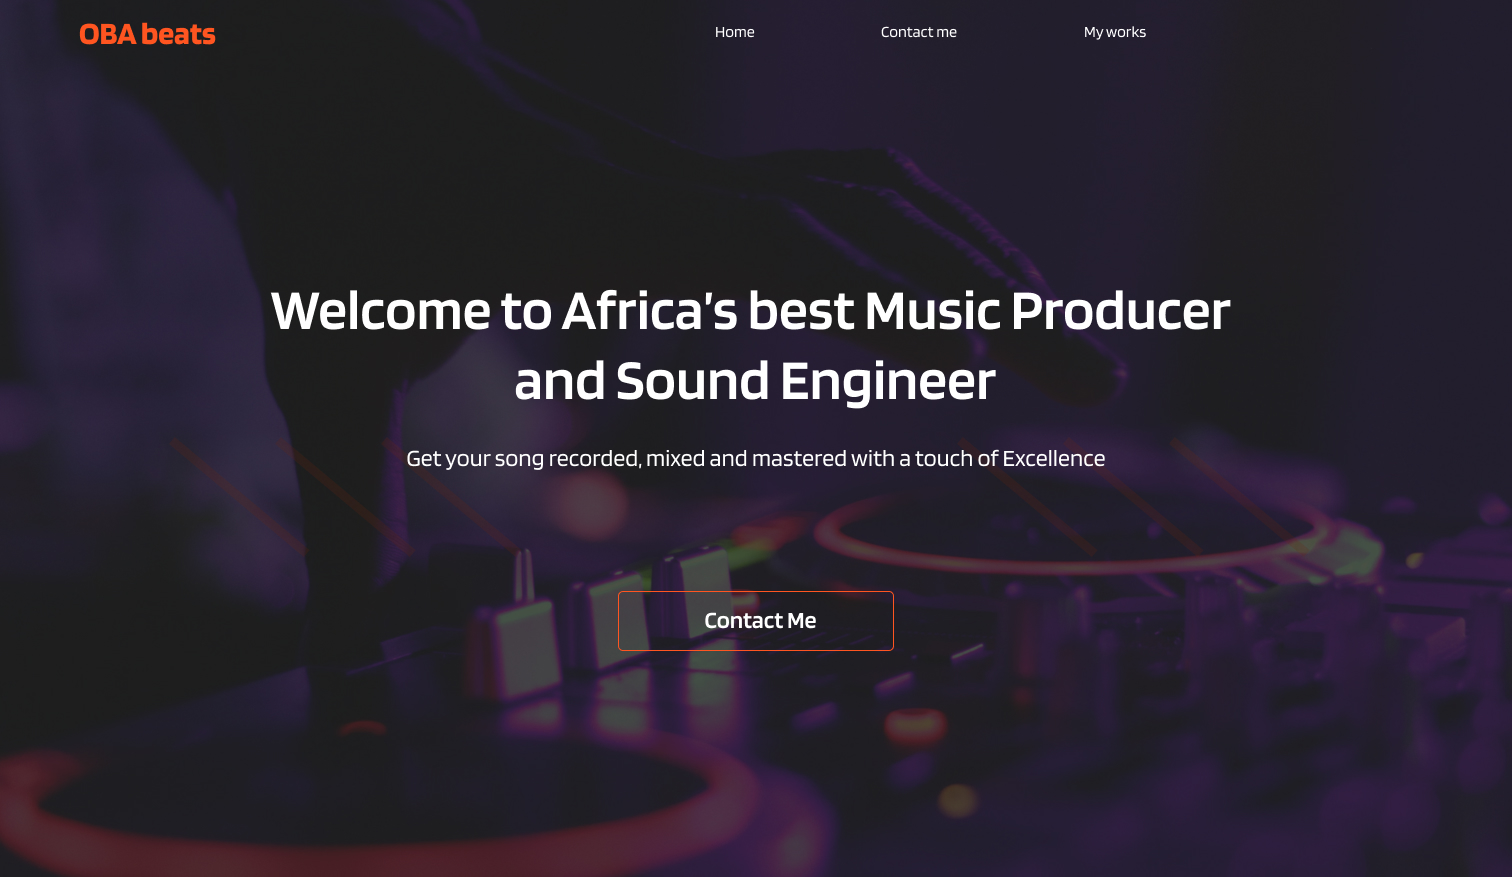 OBA beats
Home
Contact me
My works
Welcome to Africa's best Music Producer
and Sound Engineer
Get your song recorded, mixed and mastered with a touch of Excellence
Contact Me